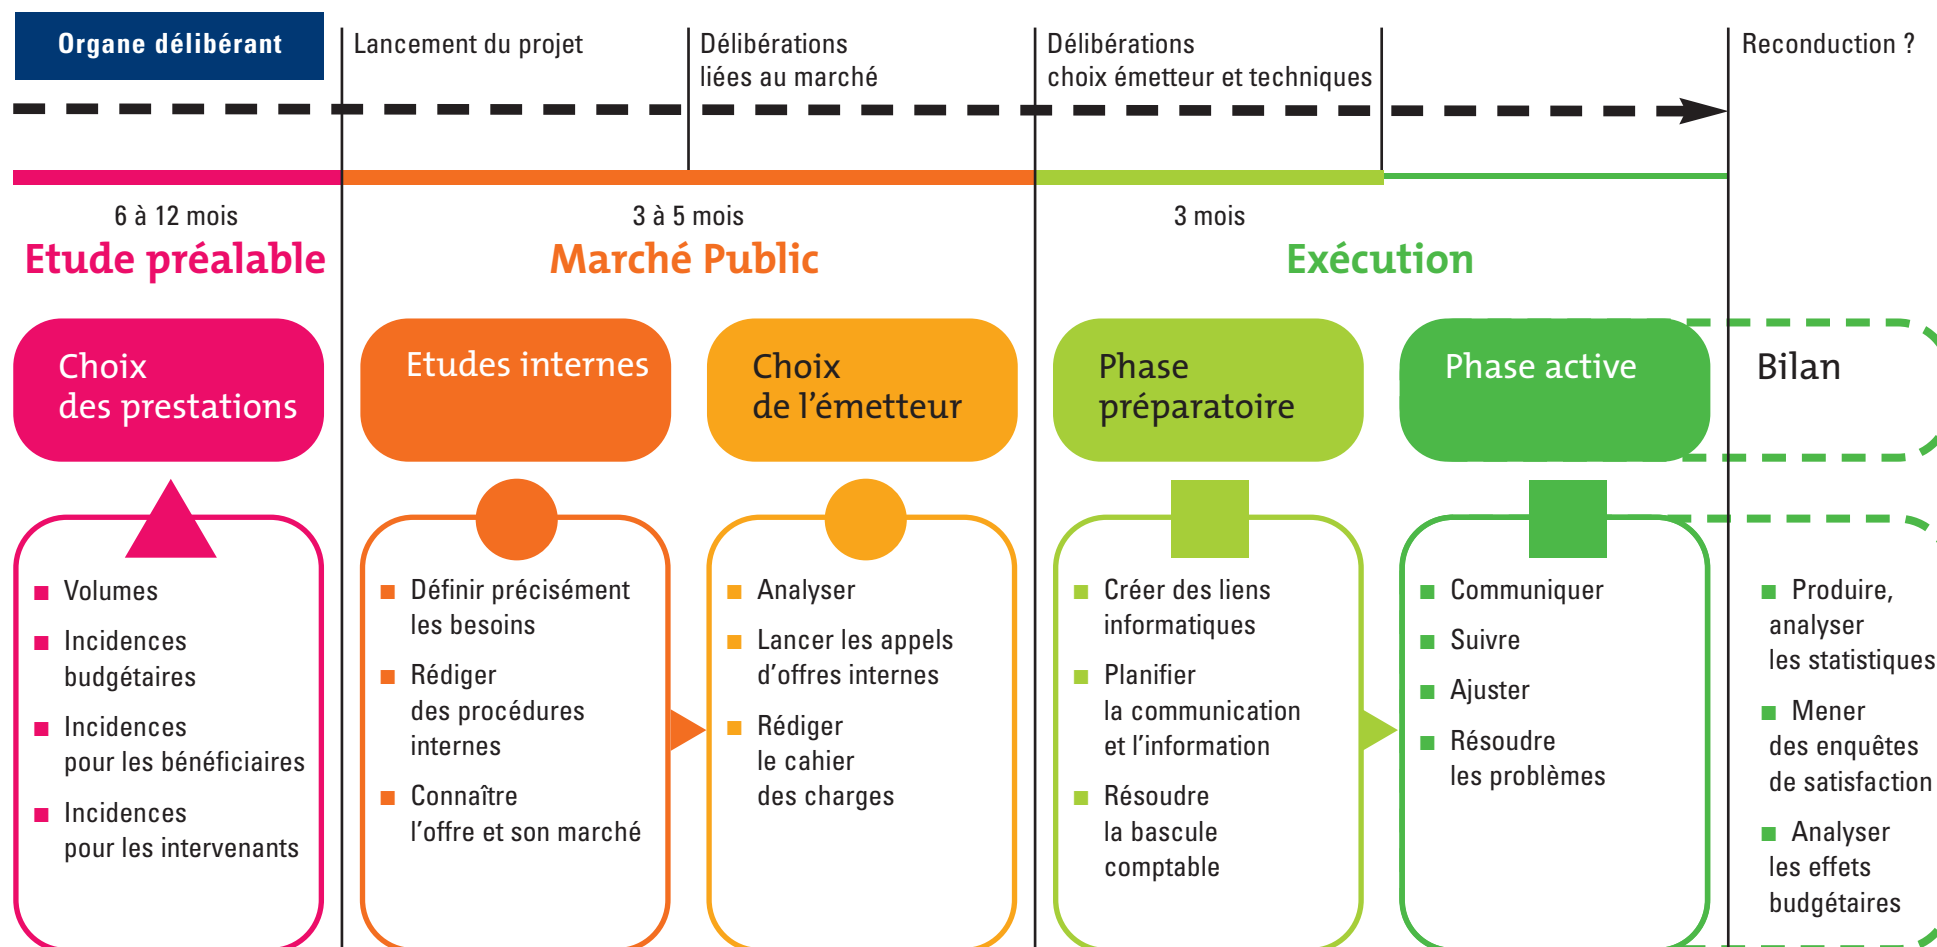 Organe délibérant
Lancement du projet
Délibérations
liées au marché
Délibérations
choix émetteur et techniques
Reconduction ?
6 à 12 mois
3 à 5 mois
3 mois
Etude préalable
Marché Public
Exécution
Choix
des prestations
Etudes internes
Choix
de l'émetteur
Phase
préparatoire
Phase active
Bilan
Volumes
Incidences
budgétaires
Incidences
pour les bénéficiaires
Incidences
pour les intervenants
Définir précisément
les besoins
Rédiger
des procédures
internes
Connaître
l'offre et son marché
Analyser
Lancer les appels
d'offres internes
Rédiger
le cahier
des charges
Créer des liens
informatiques
Planifier
la communication
et l'information
Résoudre
la bascule
comptable
Communiquer
Suivre
Ajuster
Résoudre
les problèmes
Produire,
analyser
les statistiques
Mener
des enquêtes
de satisfaction
Analyser
les effets
budgétaires